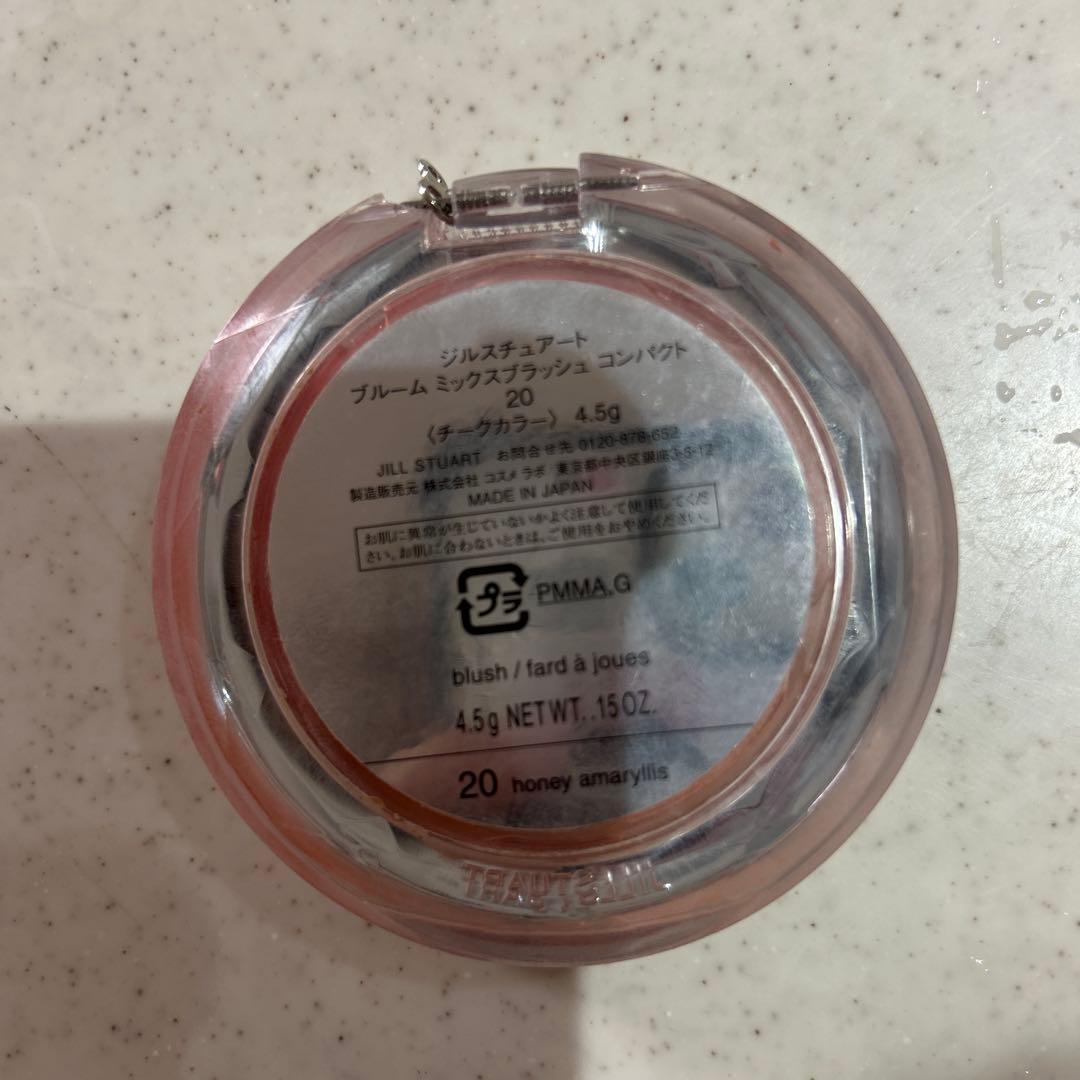 ジルスチュアート
ブルーム ミックスブラッシュ コンパクト
20
〈チークカラー〉 4.5g
JILL STUART お問合せ先 0120-878-652
製造販売元 株式会社 コスメ ラボ 東京都中央区銀座3-5-12
MADE IN JAPAN
お肌に異常が生じていないかよく注意して使用してくだ
さい。お肌に合わないときは、ご使用をおやめください。
プラ PMMA,G
blush / fard à joues
4.5g NET WT. .15 OZ.
20 honey amaryllis
JILL STUART